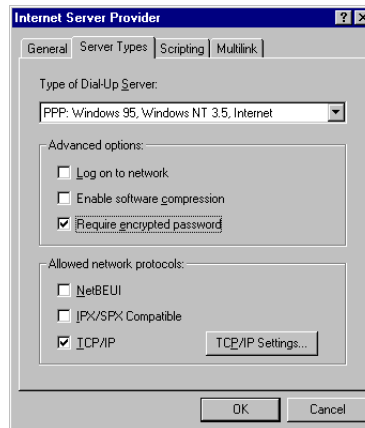 Internet Server Provider
General Server Types Scripting Multilink
Type of Dial-Up Server:
PPP: Windows 95, Windows NT 3.5, Internet
Advanced options:
Log on to network
Enable software compression
Require encrypted password
Allowed network protocols:
NetBEUI
IPX/SPX Compatible
TCP/IP TCP/IP Settings...
OK Cancel